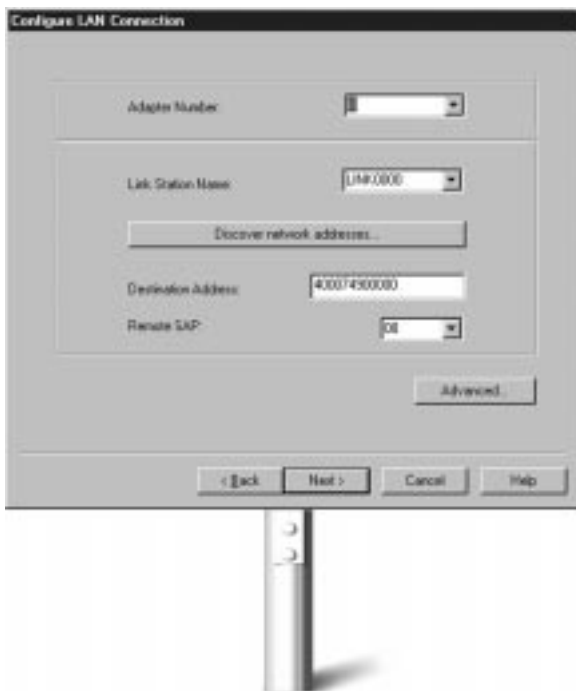 Configure LAN Connection
Adapter Number:
Link Station Name:
LINK0000
Discover network addresses...
Destination Address:
400074900000
Remote SAP:
Advanced...
< Back
Next >
Cancel
Help